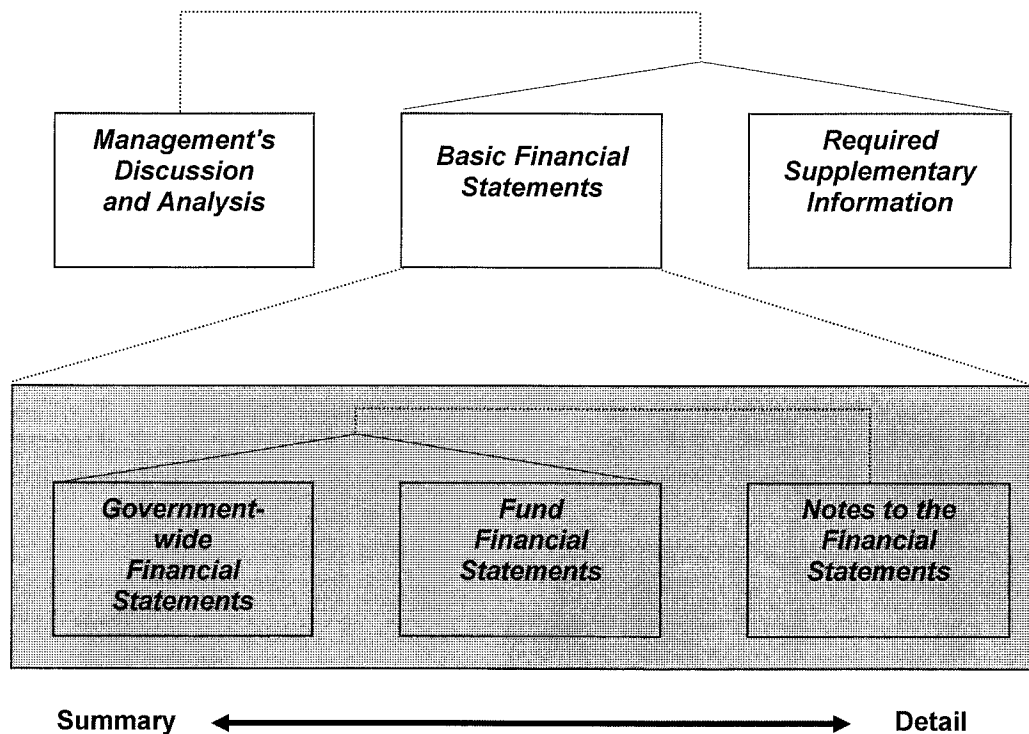 Management's
Discussion
and Analysis
Basic Financial
Statements
Required
Supplementary
Information
Government-
wide
Financial
Statements
Fund
Financial
Statements
Notes to the
Financial
Statements
Summary
Detail